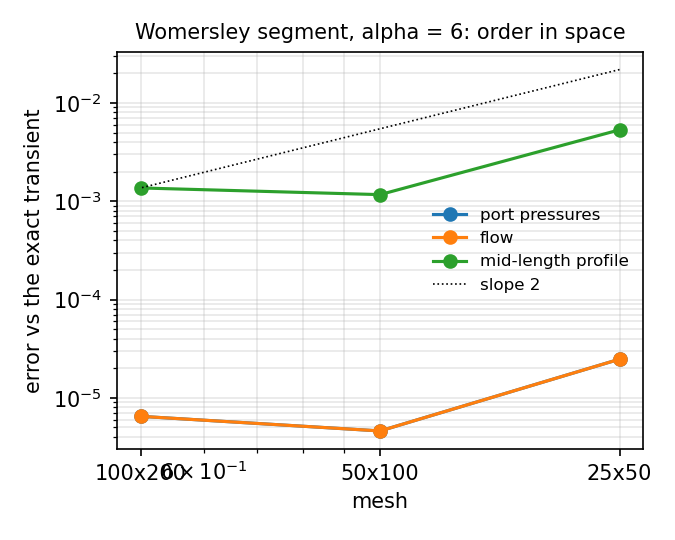 Womersley segment, alpha = 6: order in space
error vs the exact transient
10⁻²
10⁻³
10⁻⁴
10⁻⁵
port pressures
flow
mid-length profile
slope 2
100x200
6 × 10⁻¹
50x100
25x50
mesh